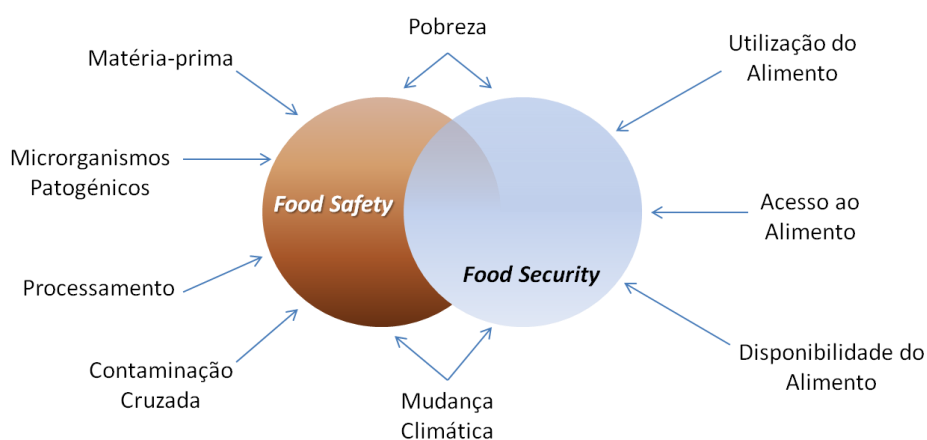 Pobreza
Matéria-prima
Utilização do
Alimento
Microrganismos
Patogénicos
Food Safety
Acesso ao
Alimento
Food Security
Processamento
Disponibilidade do
Alimento
Contaminação
Cruzada
Mudança
Climática